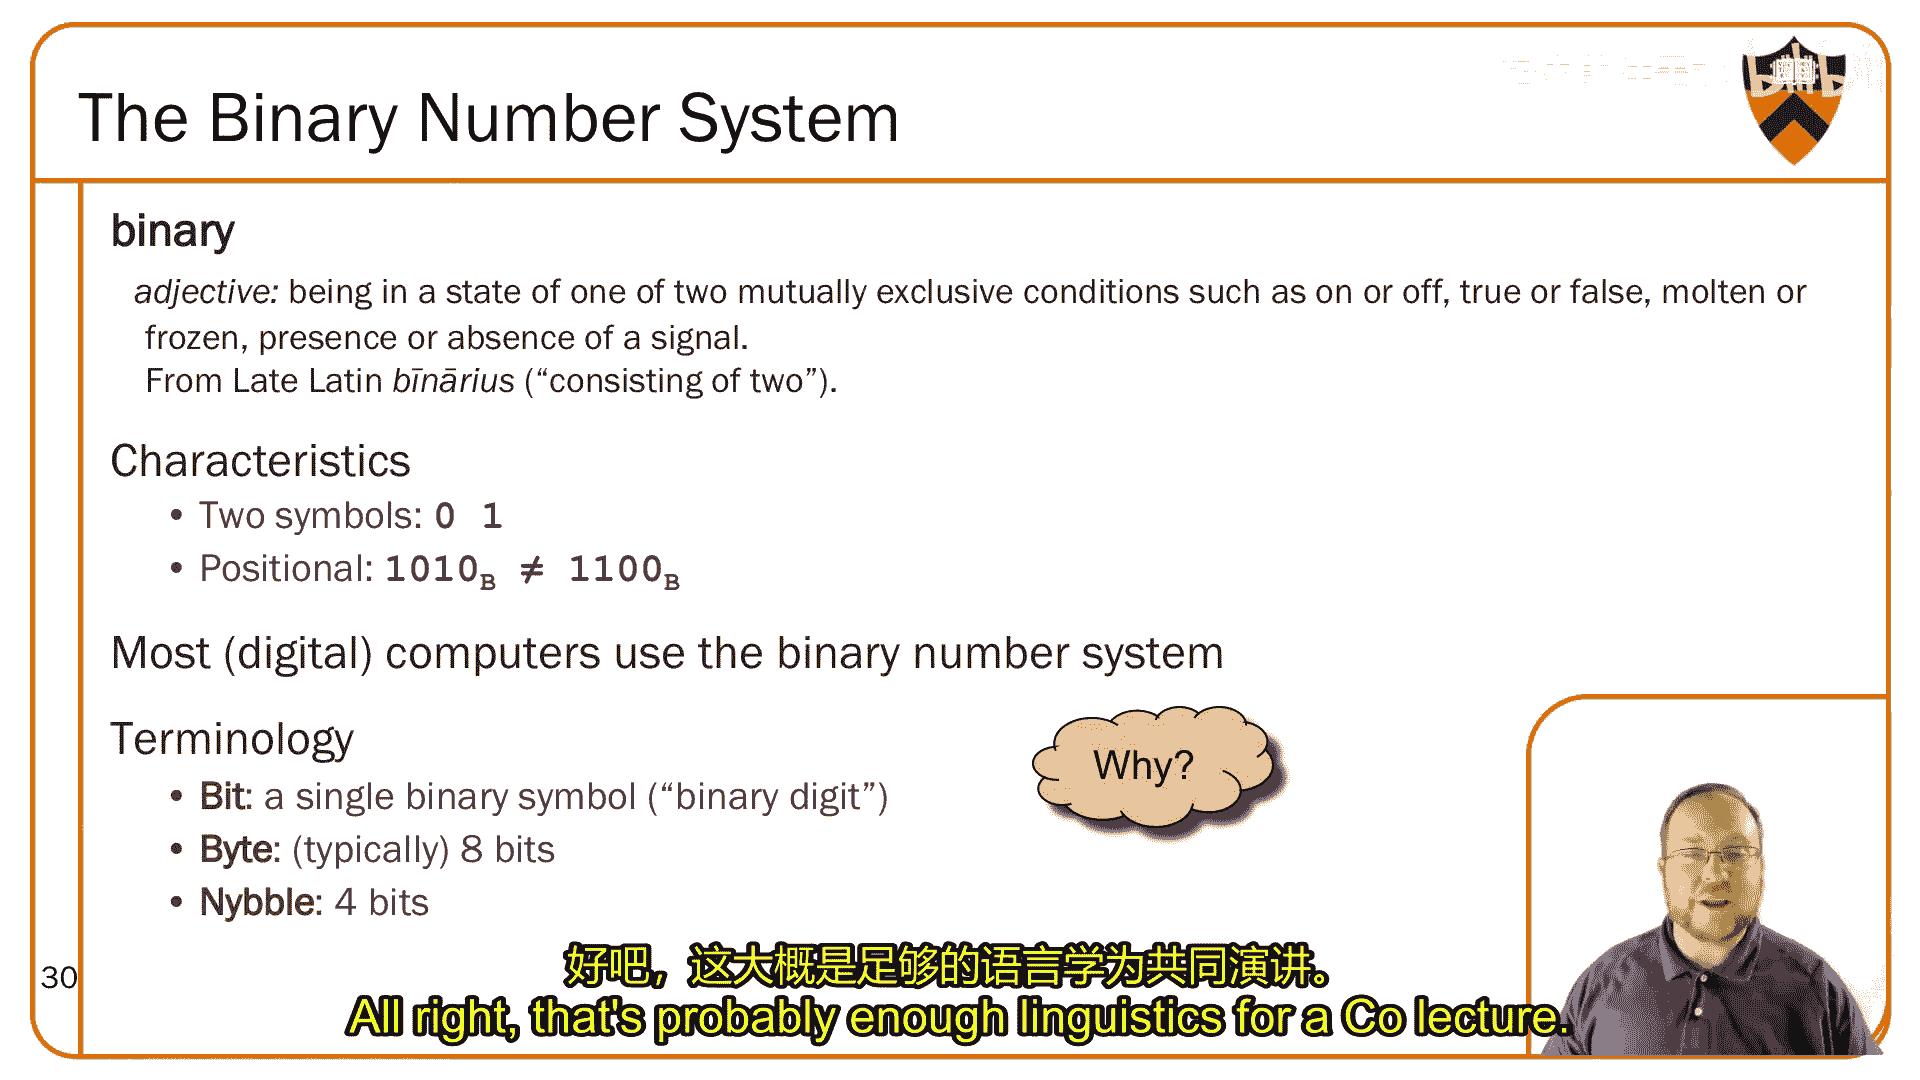 The Binary Number System
binary
adjective: being in a state of one of two mutually exclusive conditions such as on or off, true or false, molten or
frozen, presence or absence of a signal.
From Late Latin bīnārius (“consisting of two”).
Characteristics
• Two symbols: 0 1
• Positional: 1010B ≠ 1100B
Most (digital) computers use the binary number system
Terminology
Why?
• Bit: a single binary symbol (“binary digit”)
• Byte: (typically) 8 bits
• Nybble: 4 bits
30
好吧，这大概是足够的语言学为共同演讲。
All right, that's probably enough linguistics for a Co lecture.